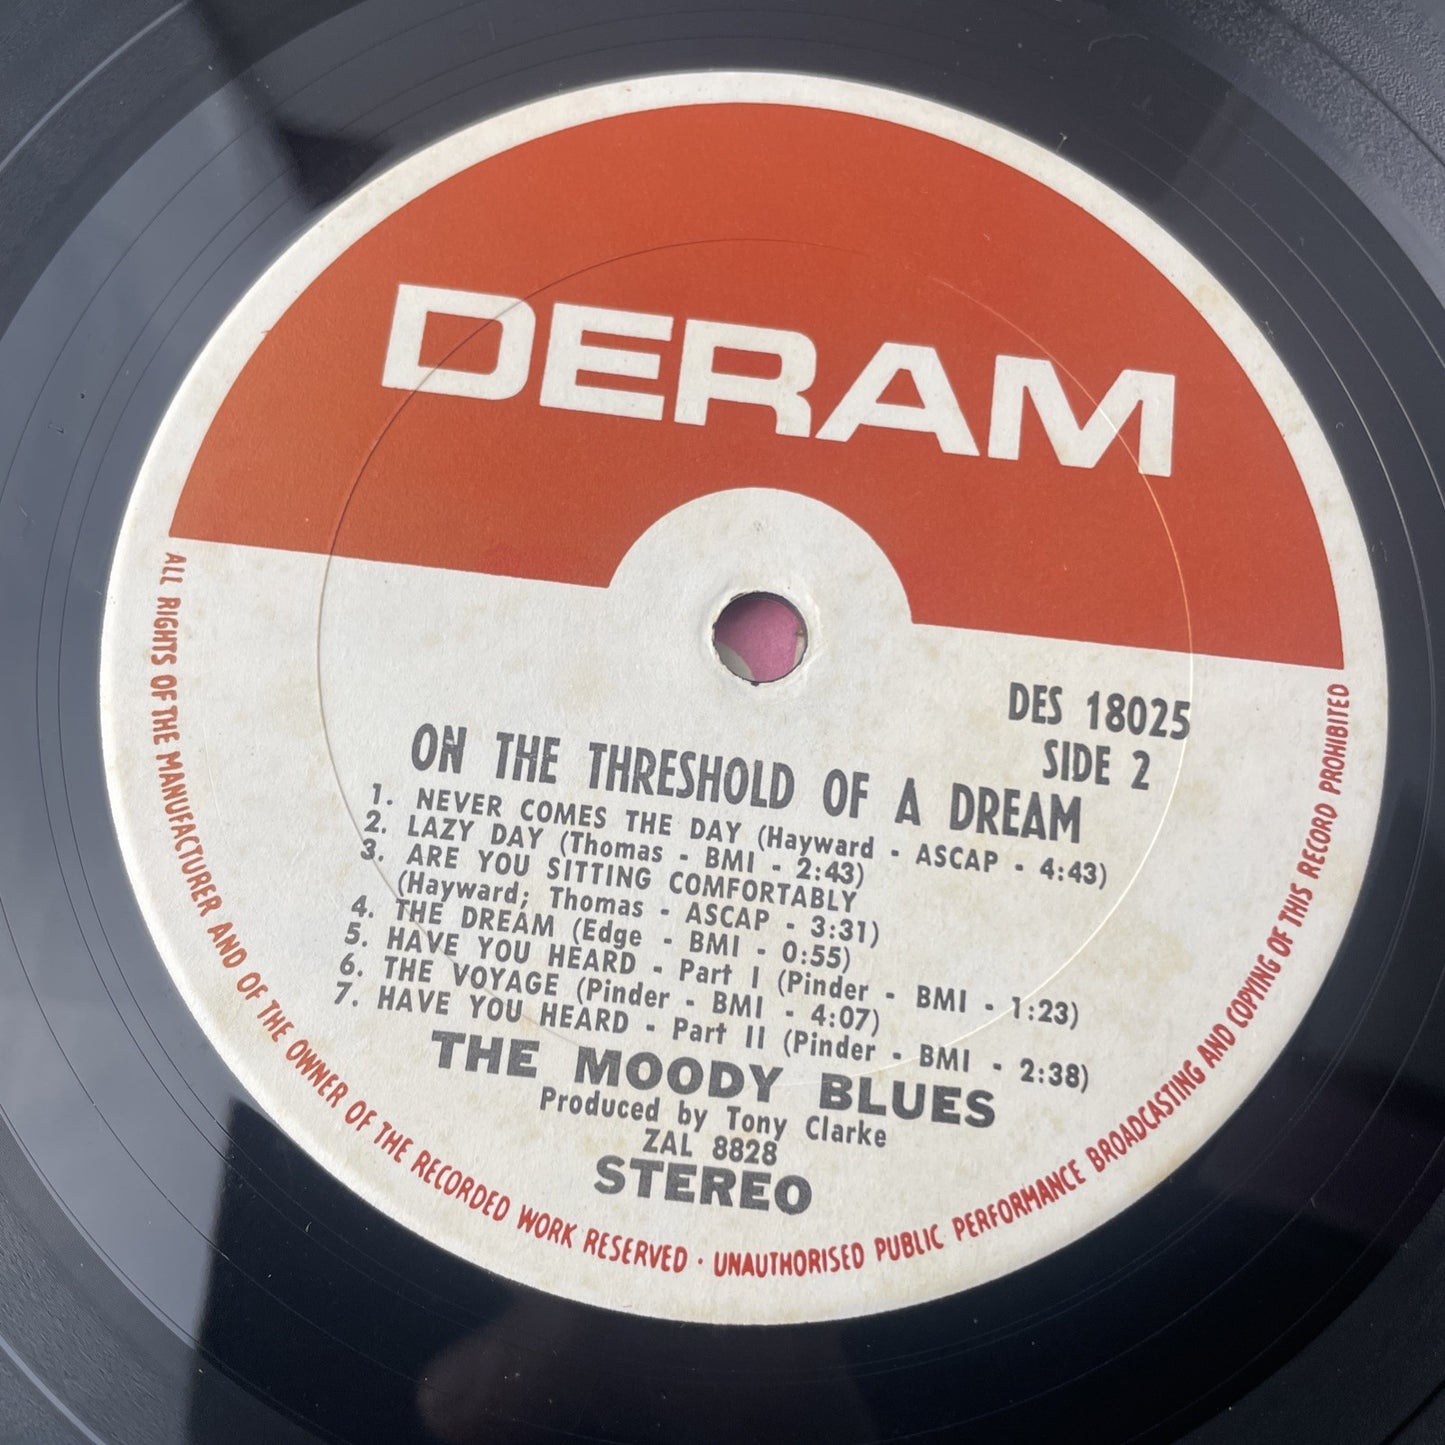 DERAM
DES 18025
SIDE 2
ON THE THRESHOLD OF A DREAM
1. NEVER COMES THE DAY (Hayward - ASCAP - 4:43)
2. LAZY DAY (Thomas - BMI - 2:43)
3. ARE YOU SITTING COMFORTABLY
(Hayward; Thomas - ASCAP - 3:31)
4. THE DREAM (Edge - BMI - 0:55)
5. HAVE YOU HEARD - Part I (Pinder - BMI - 1:23)
6. THE VOYAGE (Pinder - BMI - 4:07)
7. HAVE YOU HEARD - Part II (Pinder - BMI - 2:38)
THE MOODY BLUES
Produced by Tony Clarke
ZAL 8828
STEREO
ALL RIGHTS OF THE MANUFACTURER AND OF THE OWNER OF THE RECORDED WORK RESERVED · UNAUTHORISED PUBLIC PERFORMANCE BROADCASTING AND COPYING OF THIS RECORD PROHIBITED